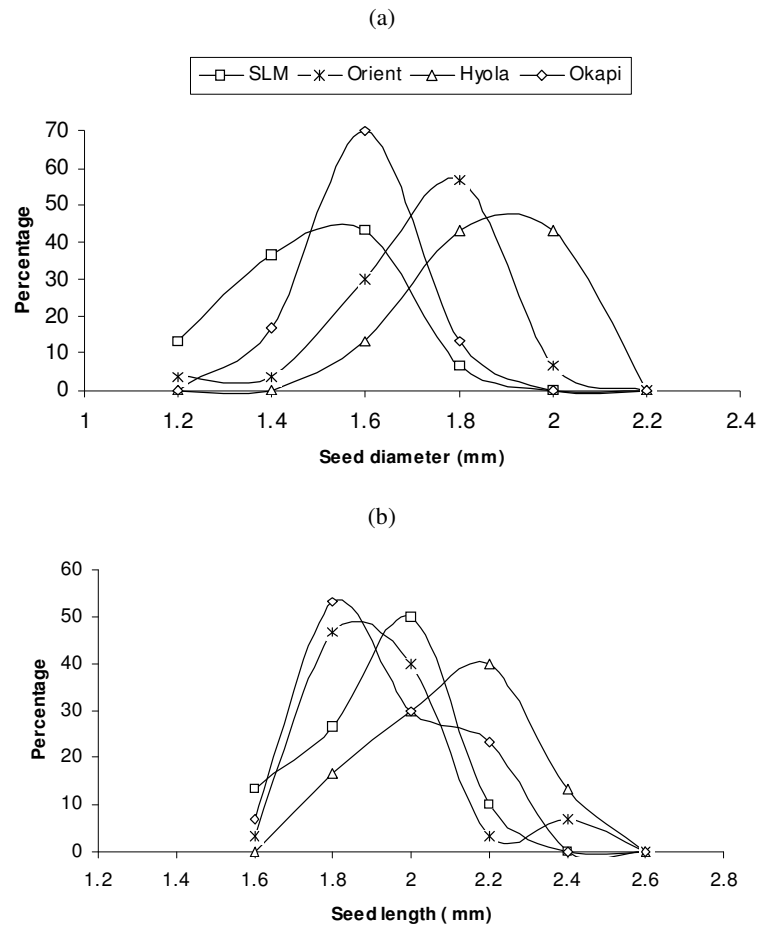 (a)
SLM Orient Hyola Okapi
70
60
50
40
30
20
10
0
Percentage
1 1.2 1.4 1.6 1.8 2 2.2 2.4
Seed diameter (mm)
(b)
60
50
40
30
20
10
0
Percentage
1.2 1.4 1.6 1.8 2 2.2 2.4 2.6 2.8
Seed length ( mm)